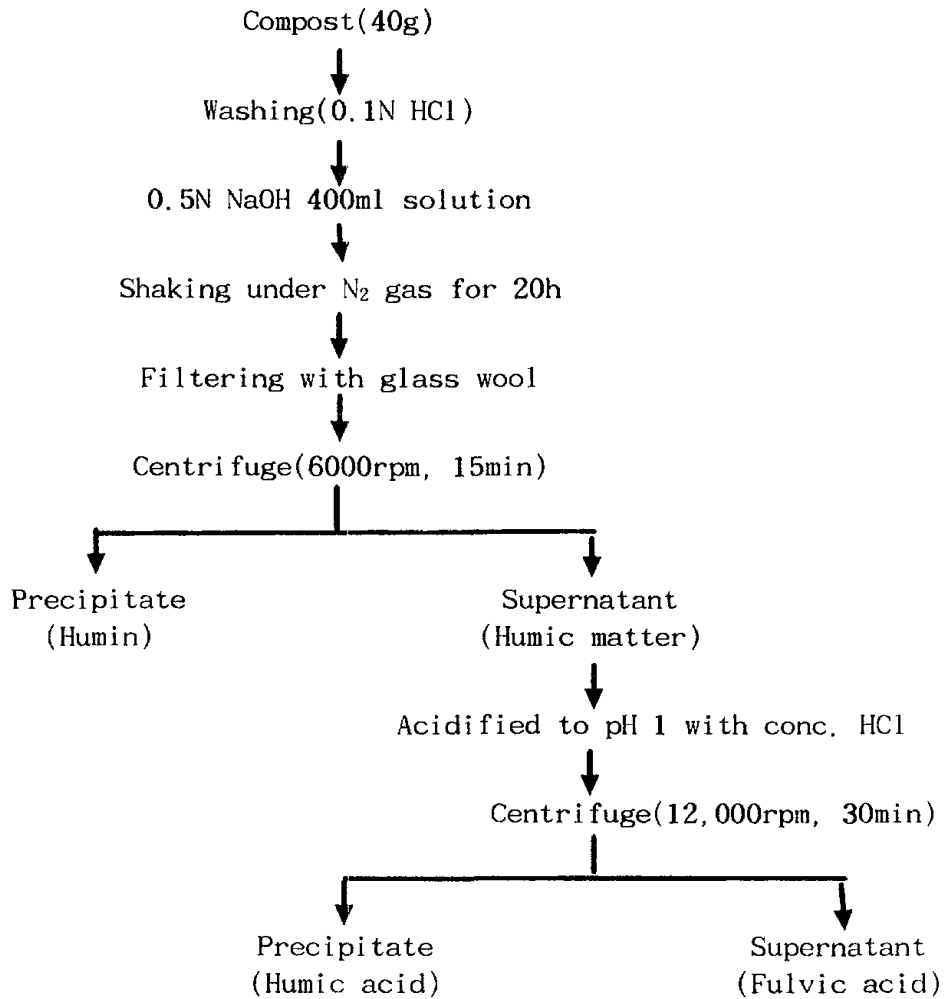 Compost(40g)
Washing(0.1N HCl)
0.5N NaOH 400ml solution
Shaking under N₂ gas for 20h
Filtering with glass wool
Centrifuge(6000rpm, 15min)
Precipitate
(Humin)
Supernatant
(Humic matter)
Acidified to pH 1 with conc. HCl
Centrifuge(12,000rpm, 30min)
Precipitate
(Humic acid)
Supernatant
(Fulvic acid)